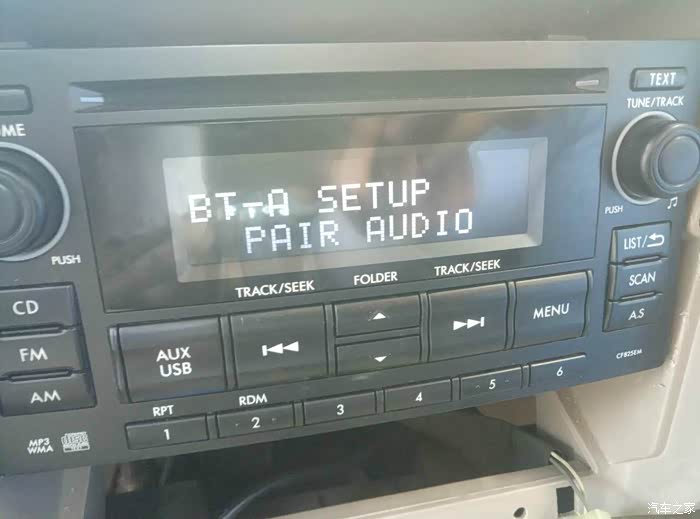 TEXT
TUNE/TRACK
BT-A SETUP
PAIR AUDIO
PUSH
PUSH
LIST/
SCAN
A.S
TRACK/SEEK
FOLDER
TRACK/SEEK
CD
FM
AM
AUX
USB
MENU
CF825EM
RPT
RDM
1
2
3
4
5
6
MP3
WMA
汽车之家